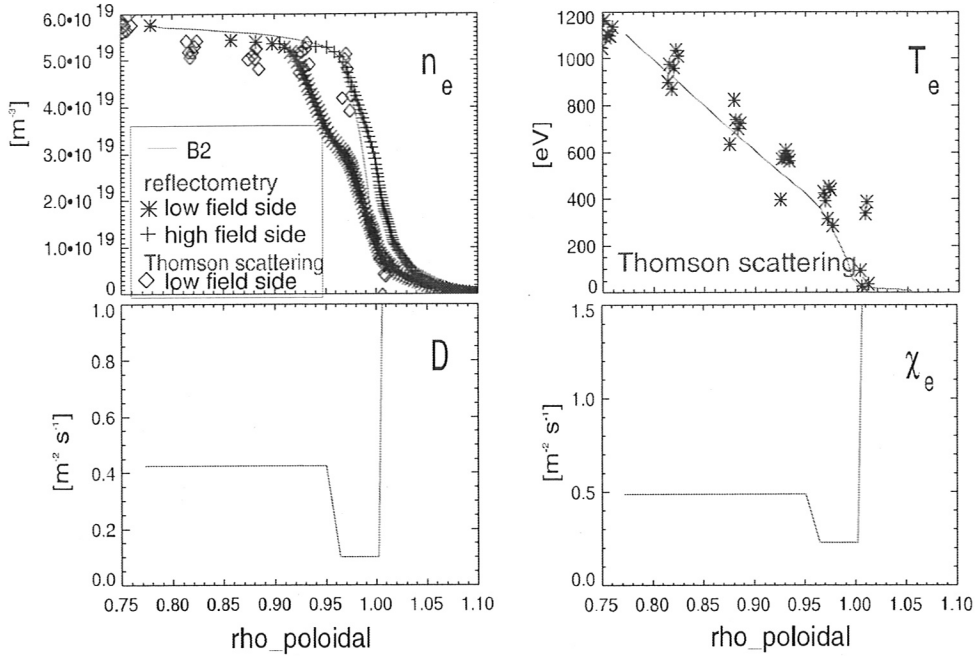 6.0•10 19
5.0•10 19
4.0•10 19
3.0•10 19
2.0•10 19
1.0•10 19
0
[m-3]
n e
B2
reflectometry
low field side
high field side
Thomson scattering
low field side
1200
1000
800
600
400
200
0
[eV]
T e
Thomson scattering
1.0
0.8
0.6
0.4
0.2
0.0
[m-2 s-1]
D
0.75 0.80 0.85 0.90 0.95 1.00 1.05 1.10
rho_poloidal
1.5
1.0
0.5
0.0
[m-2 s-1]
χ e
0.75 0.80 0.85 0.90 0.95 1.00 1.05 1.10
rho_poloidal